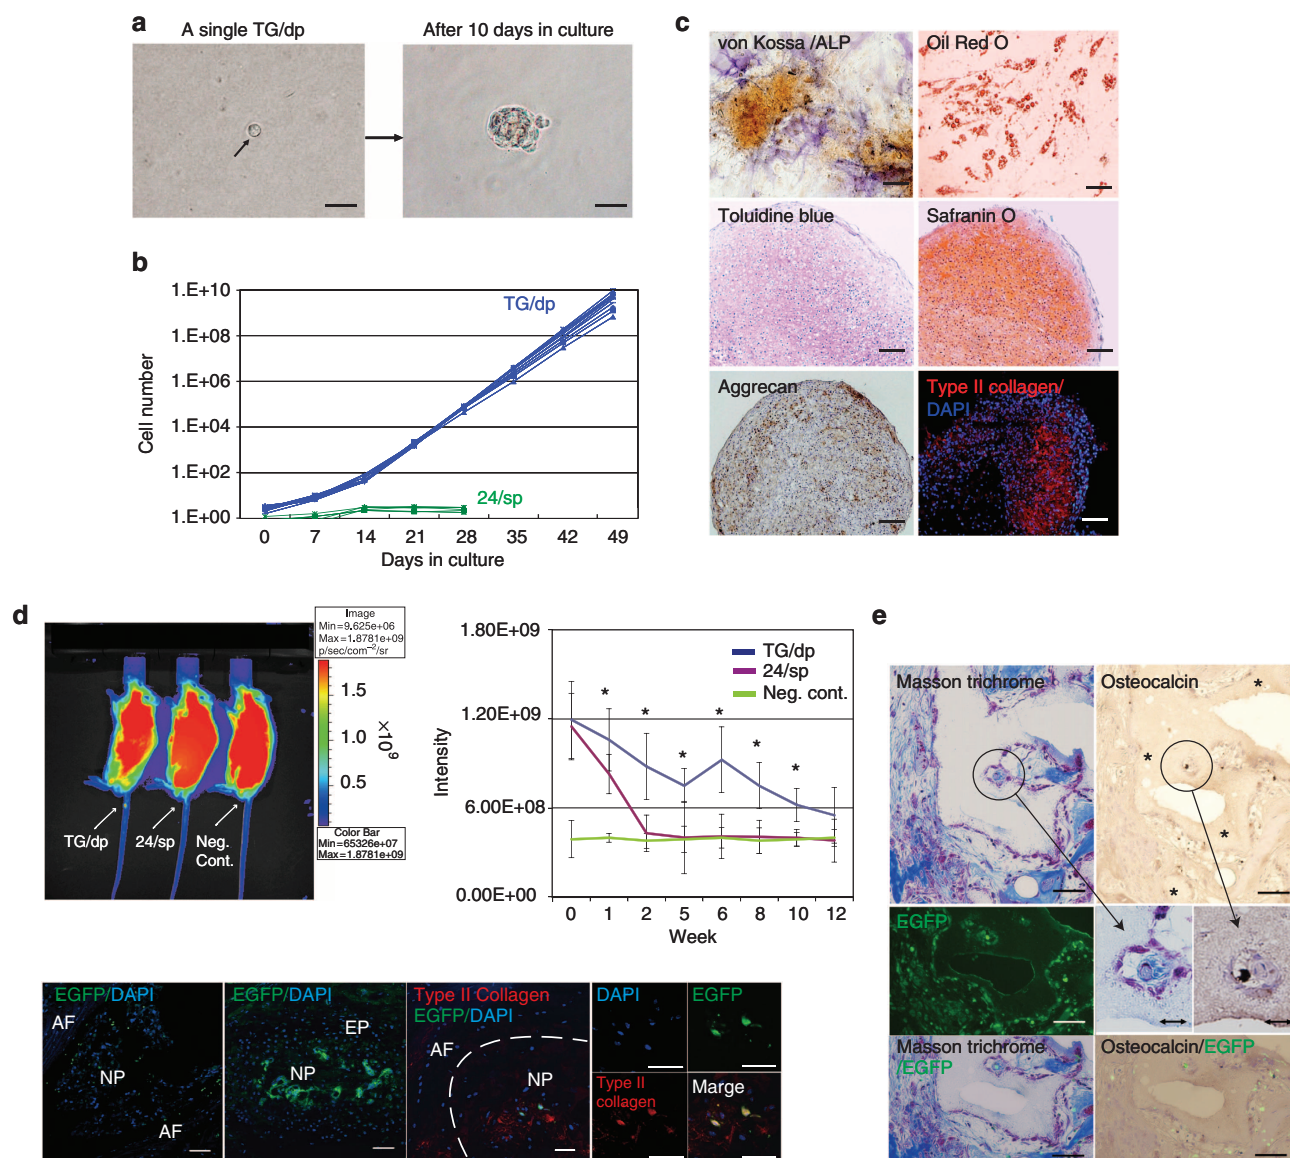 a
A single TG/dp
After 10 days in culture
b
1.E+10
1.E+08
1.E+06
1.E+04
1.E+02
1.E+00
Cell number
TG/dp
24/sp
0 7 14 21 28 35 42 49
Days in culture
c
von Kossa /ALP
Oil Red O
Toluidine blue
Safranin O
Aggrecan
Type II collagen/
DAPI
d
Image
Min=9.625e+06
Max=1.8781e+09
p/sec/com−2/sr
1.5
1.0
0.5
×10⁹
Color Bar
Min=65326e+07
Max=1.8781e+09
TG/dp
24/sp
Neg.
Cont.
1.80E+09
1.20E+09
6.00E+08
0.00E+00
Intensity
TG/dp
24/sp
Neg. cont.
* * * * * *
0 1 2 5 6 8 10 12
Week
EGFP/DAPI
AF
NP
AF
EGFP/DAPI
EP
NP
Type II Collagen
EGFP/DAPI
AF
NP
DAPI
EGFP
Type II
collagen
Marge
e
Masson trichrome
Osteocalcin
*
*
*
*
EGFP
Masson trichrome
/EGFP
Osteocalcin/EGFP